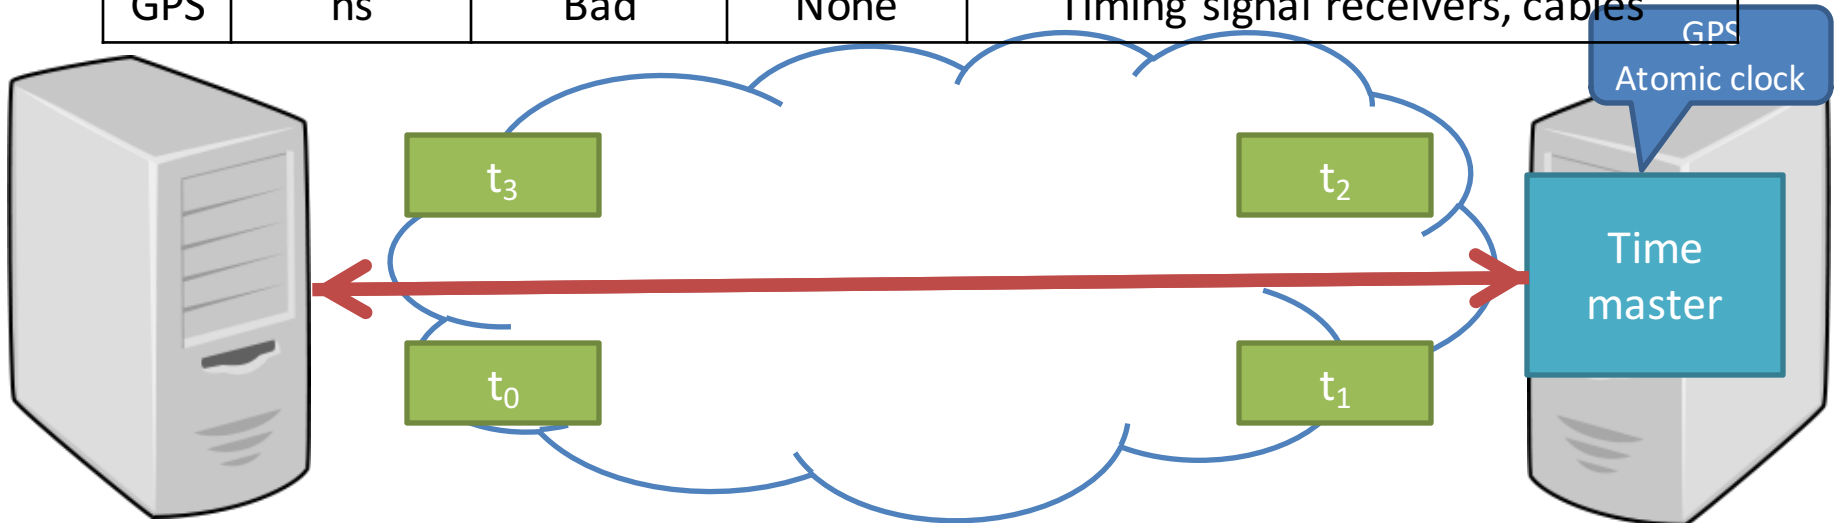 GPS ns Bad None Timing signal receivers, cables
GPS
Atomic clock
t₃ t₂
Time
master
t₀ t₁